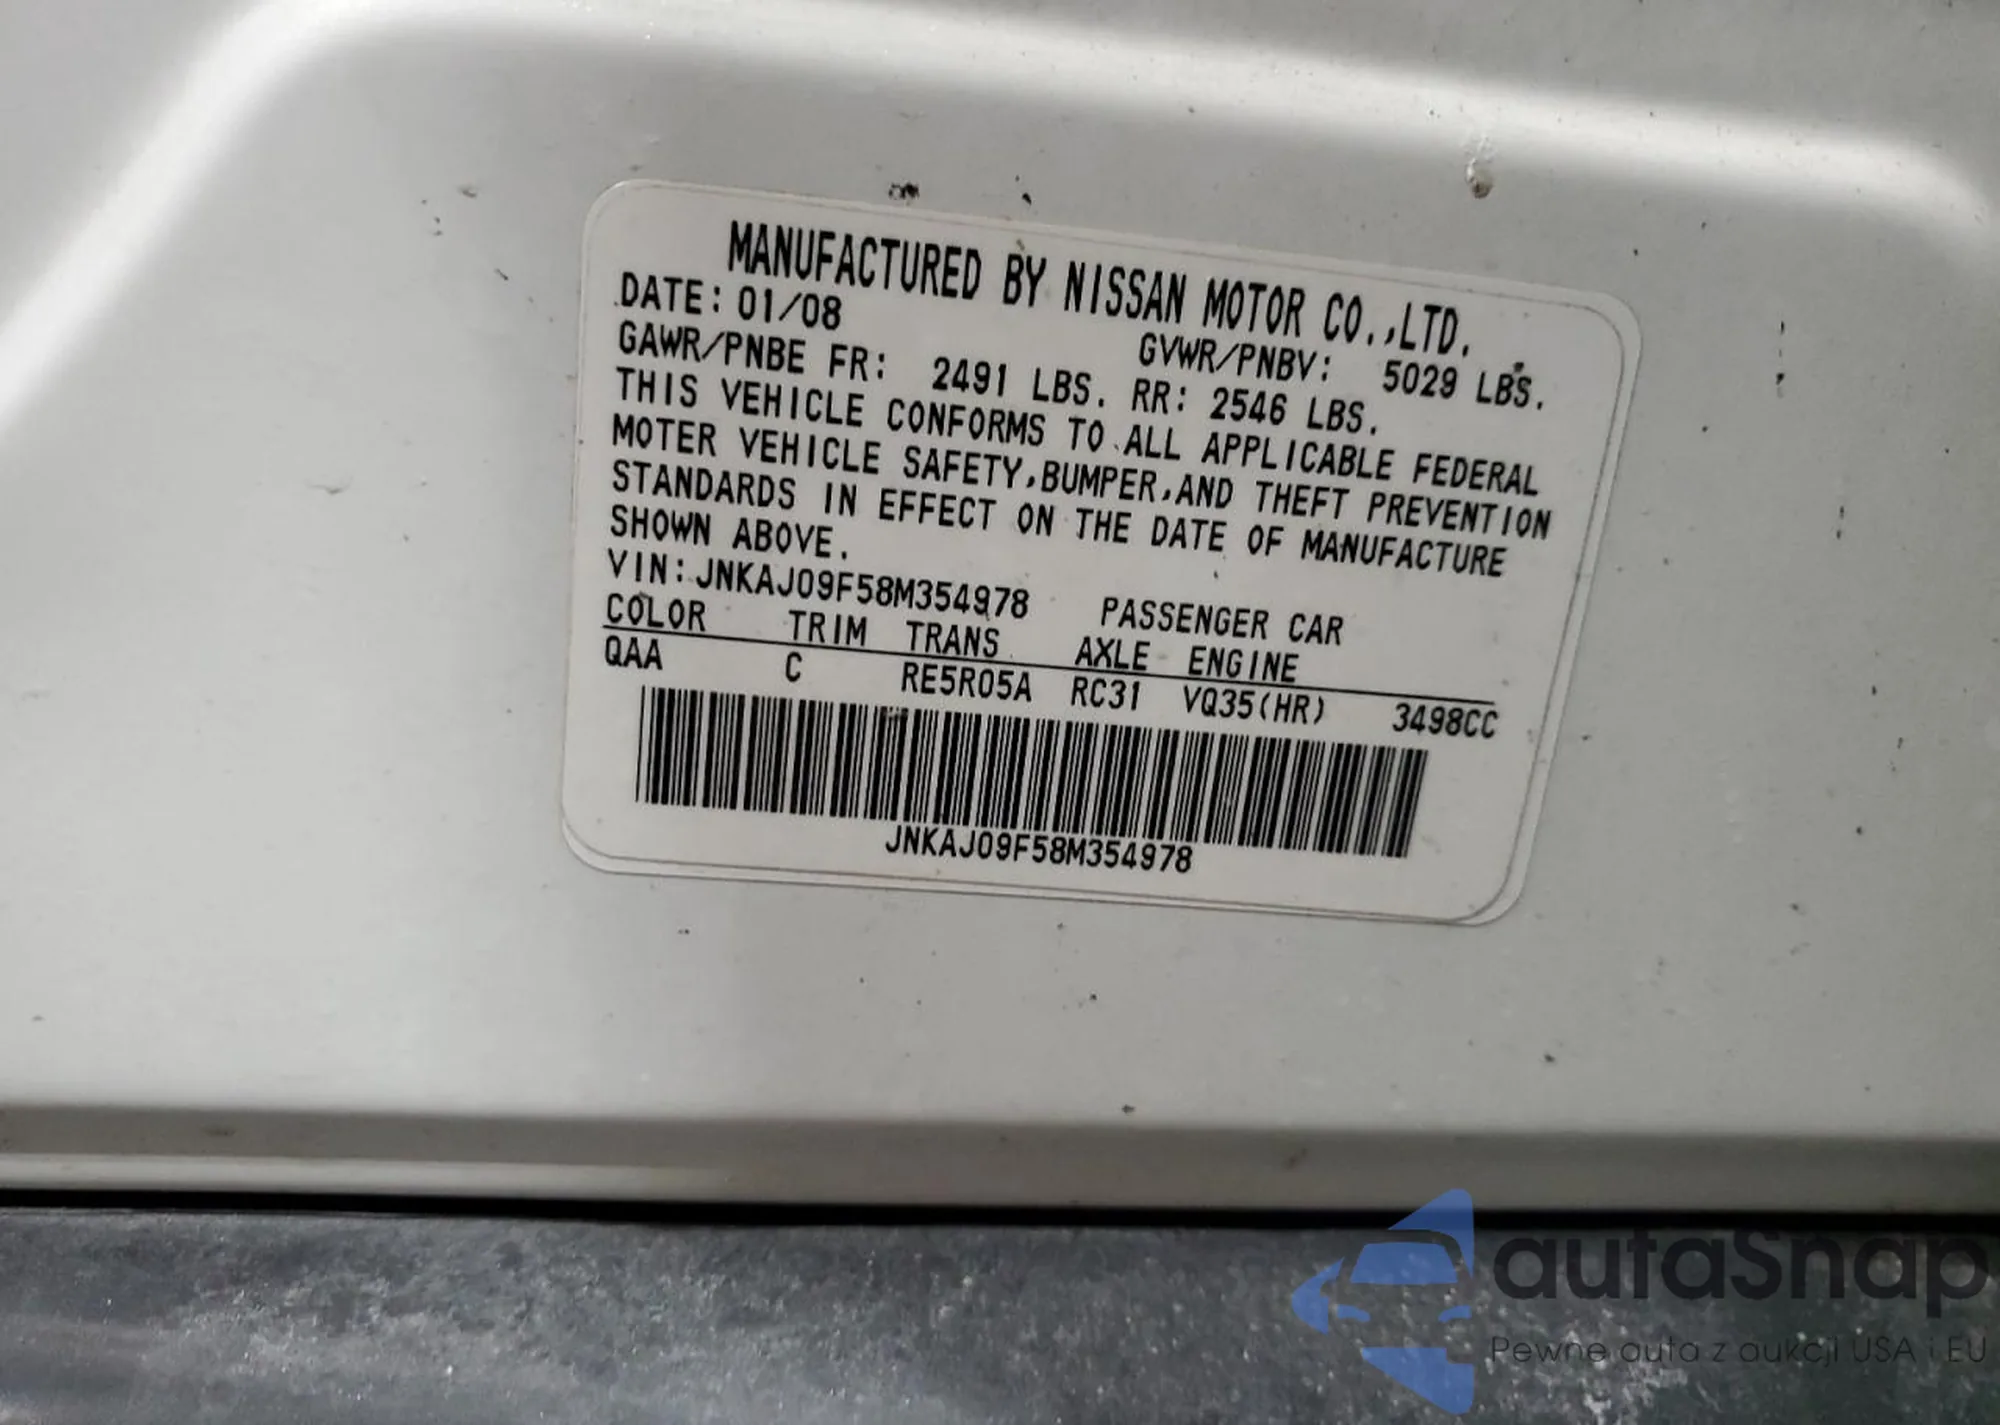 MANUFACTURED BY NISSAN MOTOR CO.,LTD.
DATE: 01/08 GVWR/PNBV: 5029 LBS.
GAWR/PNBE FR: 2491 LBS. RR: 2546 LBS.
THIS VEHICLE CONFORMS TO ALL APPLICABLE FEDERAL
MOTER VEHICLE SAFETY,BUMPER,AND THEFT PREVENTION
STANDARDS IN EFFECT ON THE DATE OF MANUFACTURE
SHOWN ABOVE.
VIN:JNKAJ09F58M354978 PASSENGER CAR
COLOR TRIM TRANS AXLE ENGINE
QAA C RE5R05A RC31 VQ35(HR) 3498CC
JNKAJ09F58M354978
autaSnap
Pewne auta z aukcji USA i EU